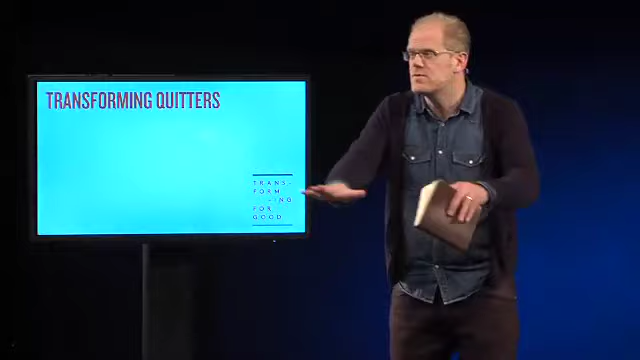 TRANSFORMING QUITTERS
TRANS-
FORM
-ING
FOR
GOOD